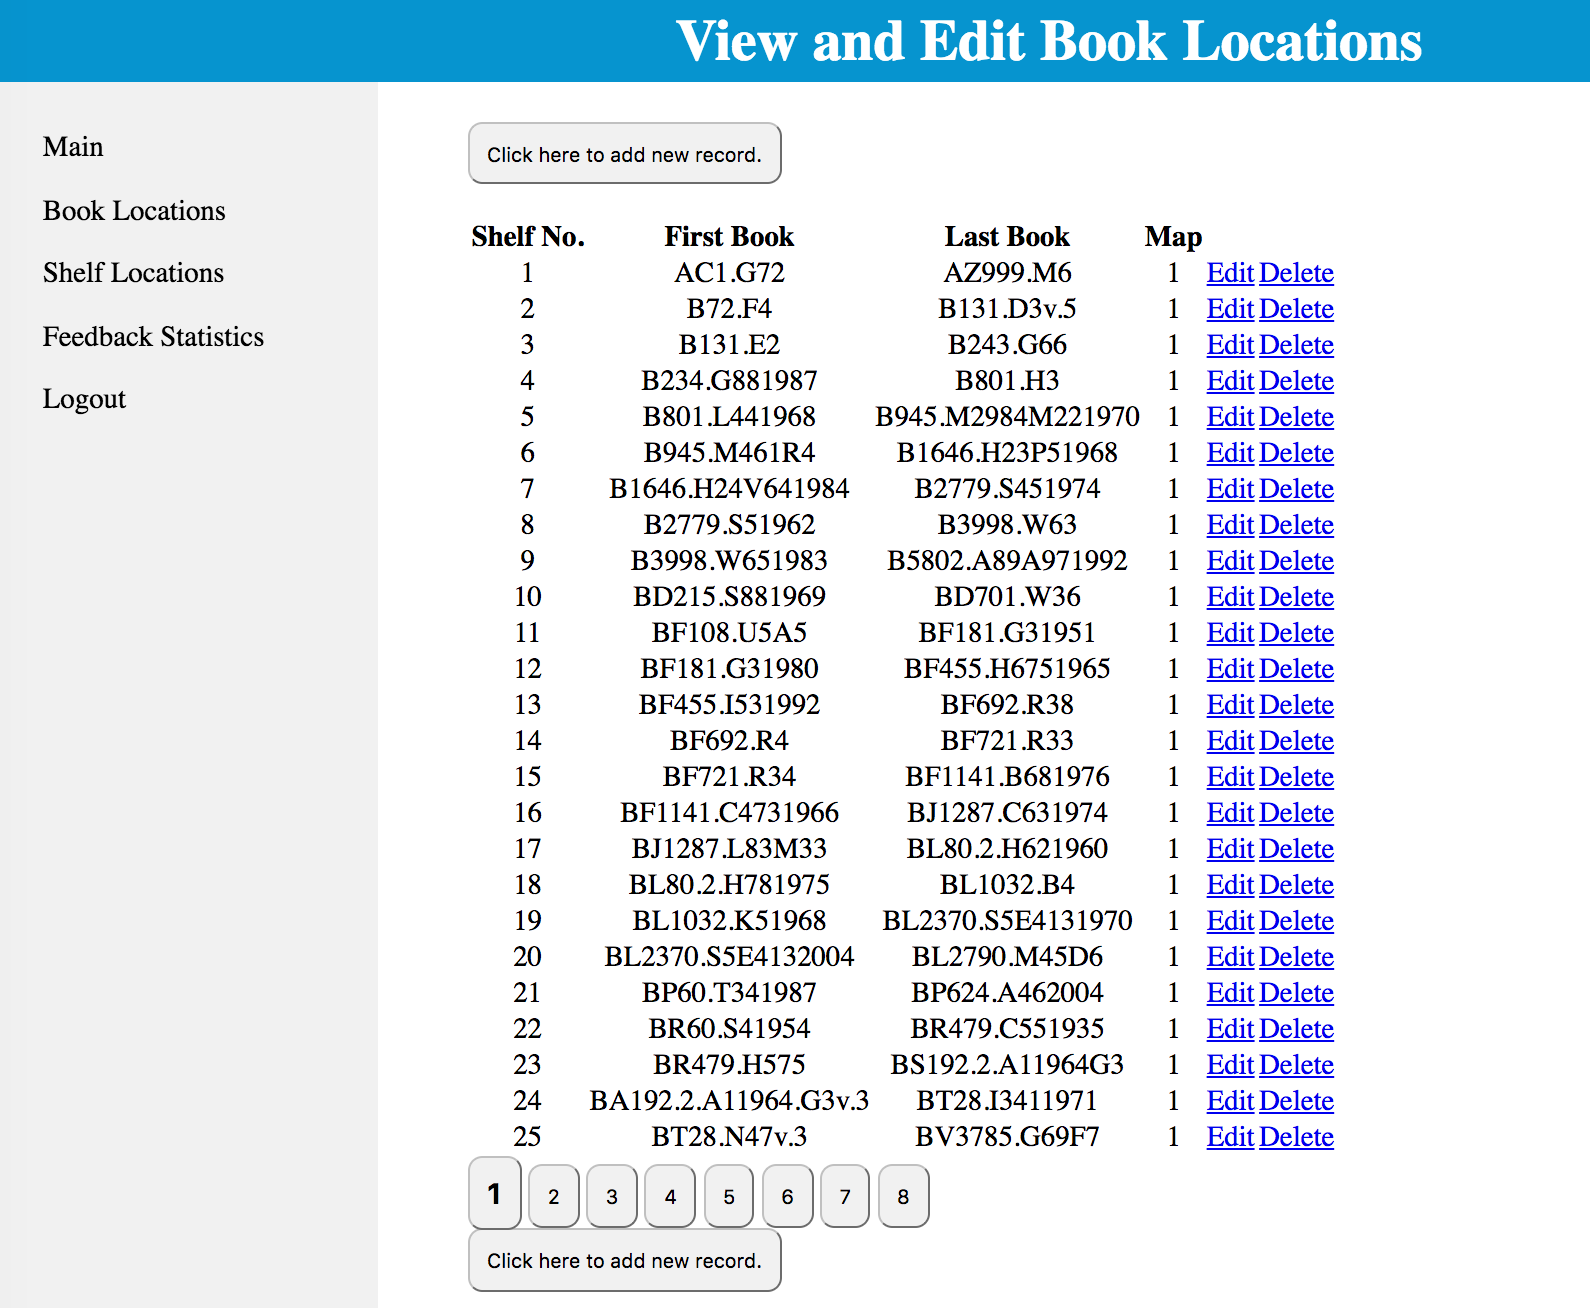 View and Edit Book Locations
Main
Book Locations
Shelf Locations
Feedback Statistics
Logout
Click here to add new record.
Shelf No. First Book Last Book Map
1 AC1.G72 AZ999.M6 1 Edit Delete
2 B72.F4 B131.D3v.5 1 Edit Delete
3 B131.E2 B243.G66 1 Edit Delete
4 B234.G881987 B801.H3 1 Edit Delete
5 B801.L441968 B945.M2984M221970 1 Edit Delete
6 B945.M461R4 B1646.H23P51968 1 Edit Delete
7 B1646.H24V641984 B2779.S451974 1 Edit Delete
8 B2779.S51962 B3998.W63 1 Edit Delete
9 B3998.W651983 B5802.A89A971992 1 Edit Delete
10 BD215.S881969 BD701.W36 1 Edit Delete
11 BF108.U5A5 BF181.G31951 1 Edit Delete
12 BF181.G31980 BF455.H6751965 1 Edit Delete
13 BF455.I531992 BF692.R38 1 Edit Delete
14 BF692.R4 BF721.R33 1 Edit Delete
15 BF721.R34 BF1141.B681976 1 Edit Delete
16 BF1141.C4731966 BJ1287.C631974 1 Edit Delete
17 BJ1287.L83M33 BL80.2.H621960 1 Edit Delete
18 BL80.2.H781975 BL1032.B4 1 Edit Delete
19 BL1032.K51968 BL2370.S5E4131970 1 Edit Delete
20 BL2370.S5E4132004 BL2790.M45D6 1 Edit Delete
21 BP60.T341987 BP624.A462004 1 Edit Delete
22 BR60.S41954 BR479.C551935 1 Edit Delete
23 BR479.H575 BS192.2.A11964G3 1 Edit Delete
24 BA192.2.A11964.G3v.3 BT28.I3411971 1 Edit Delete
25 BT28.N47v.3 BV3785.G69F7 1 Edit Delete
1 2 3 4 5 6 7 8
Click here to add new record.